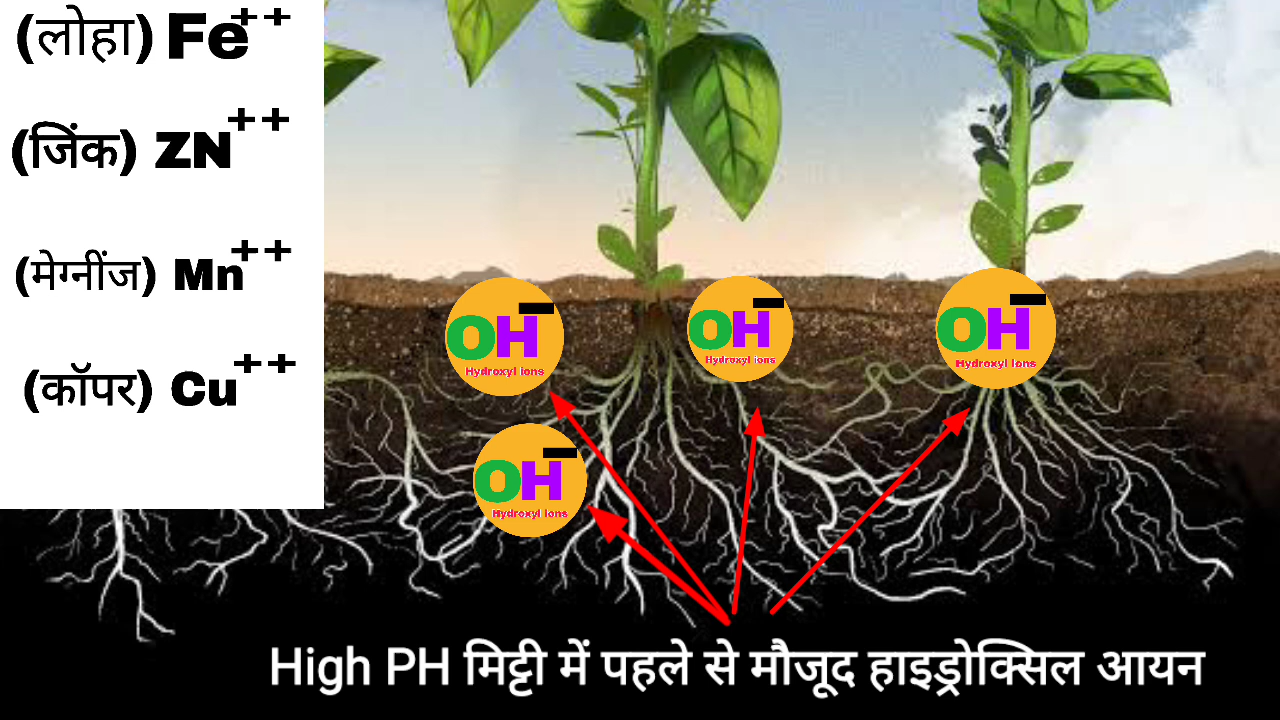 (लोहा) Fe++
(जिंक) ZN++
(मेग्नींज) Mn++
(कॉपर) Cu++
OH-
Hydroxyl ions
OH-
Hydroxyl ions
OH-
Hydroxyl ions
OH-
Hydroxyl ions
High PH मिट्टी में पहले से मौजूद हाइड्रोक्सिल आयन